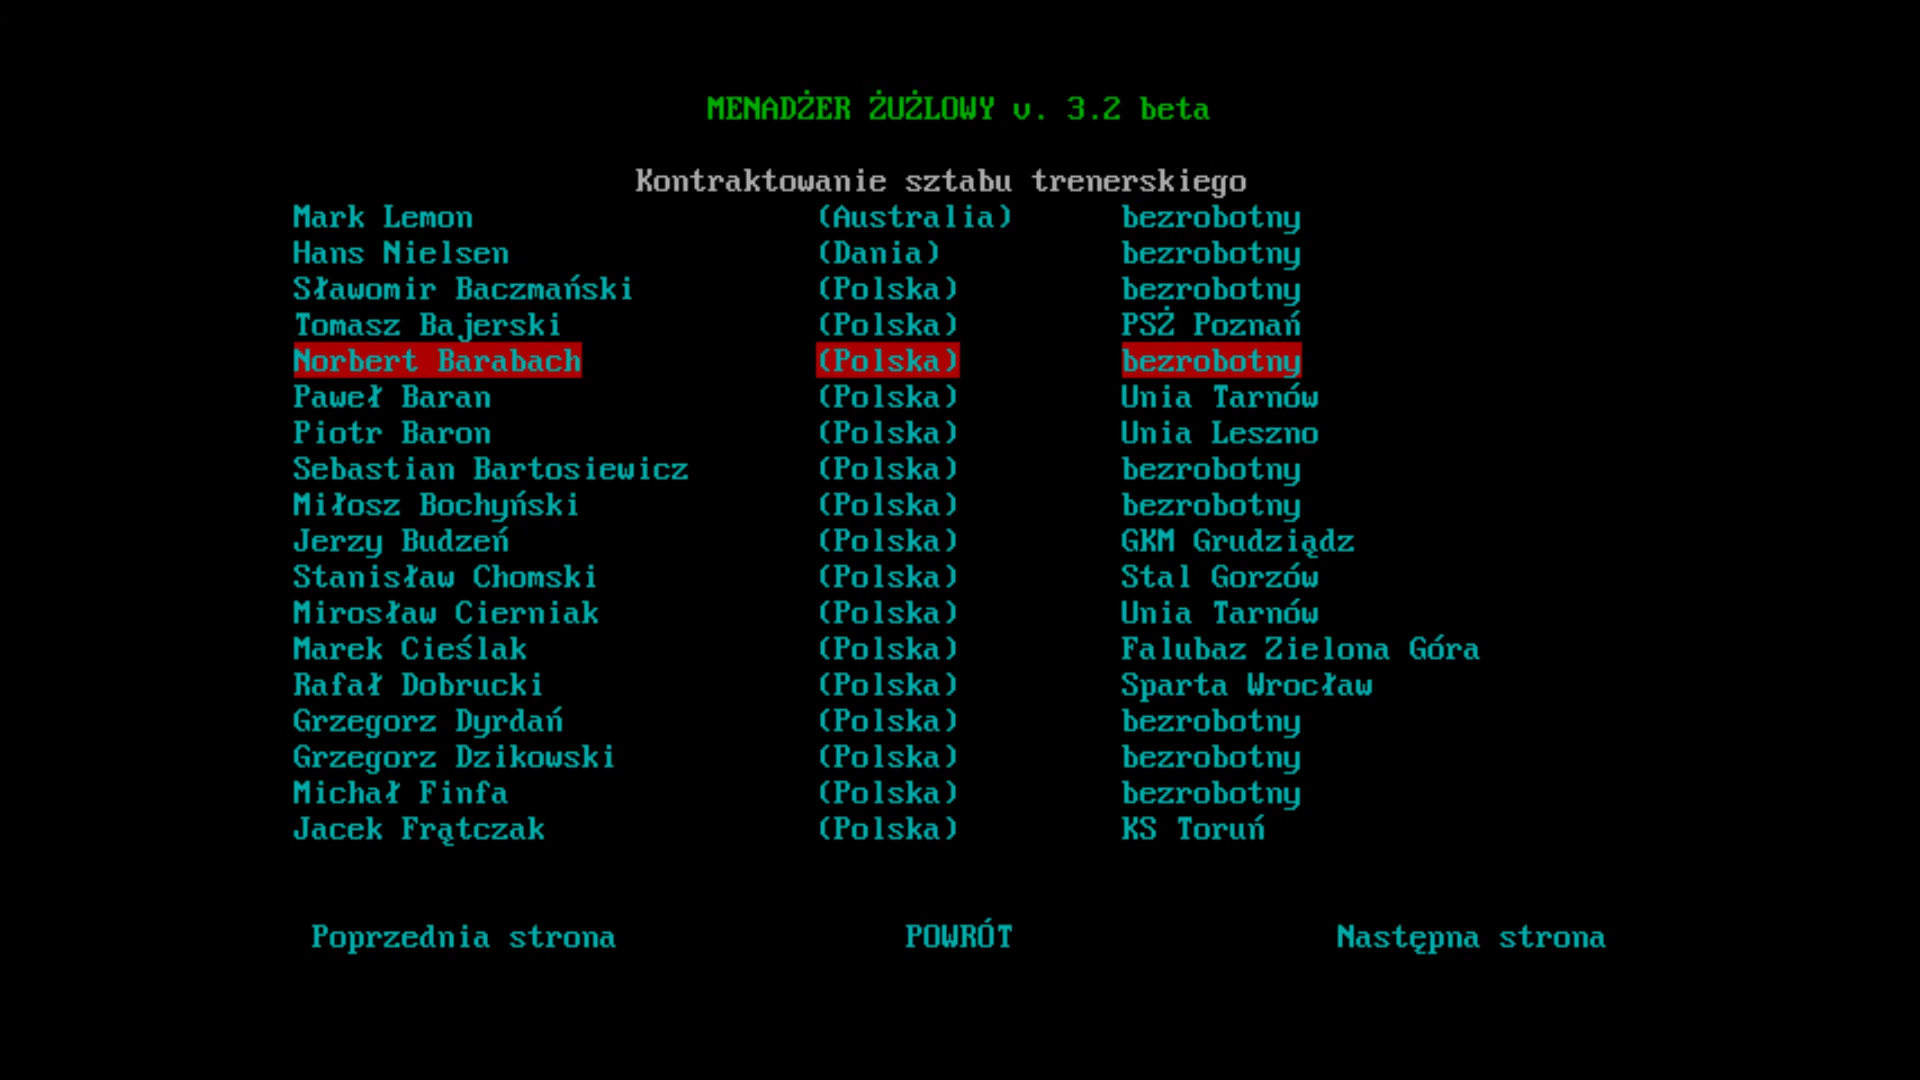 MENADŻER ŻUŻLOWY v. 3.2 beta
Kontraktowanie sztabu trenerskiego
Mark Lemon (Australia) bezrobotny
Hans Nielsen (Dania) bezrobotny
Sławomir Baczmański (Polska) bezrobotny
Tomasz Bajerski (Polska) PSŻ Poznań
Norbert Barabach (Polska) bezrobotny
Paweł Baran (Polska) Unia Tarnów
Piotr Baron (Polska) Unia Leszno
Sebastian Bartosiewicz (Polska) bezrobotny
Miłosz Bochyński (Polska) bezrobotny
Jerzy Budzeń (Polska) GKM Grudziądz
Stanisław Chomski (Polska) Stal Gorzów
Mirosław Cierniak (Polska) Unia Tarnów
Marek Cieślak (Polska) Falubaz Zielona Góra
Rafał Dobrucki (Polska) Sparta Wrocław
Grzegorz Dyrdań (Polska) bezrobotny
Grzegorz Dzikowski (Polska) bezrobotny
Michał Finfa (Polska) bezrobotny
Jacek Frątczak (Polska) KS Toruń
Poprzednia strona POWRÓT Następna strona